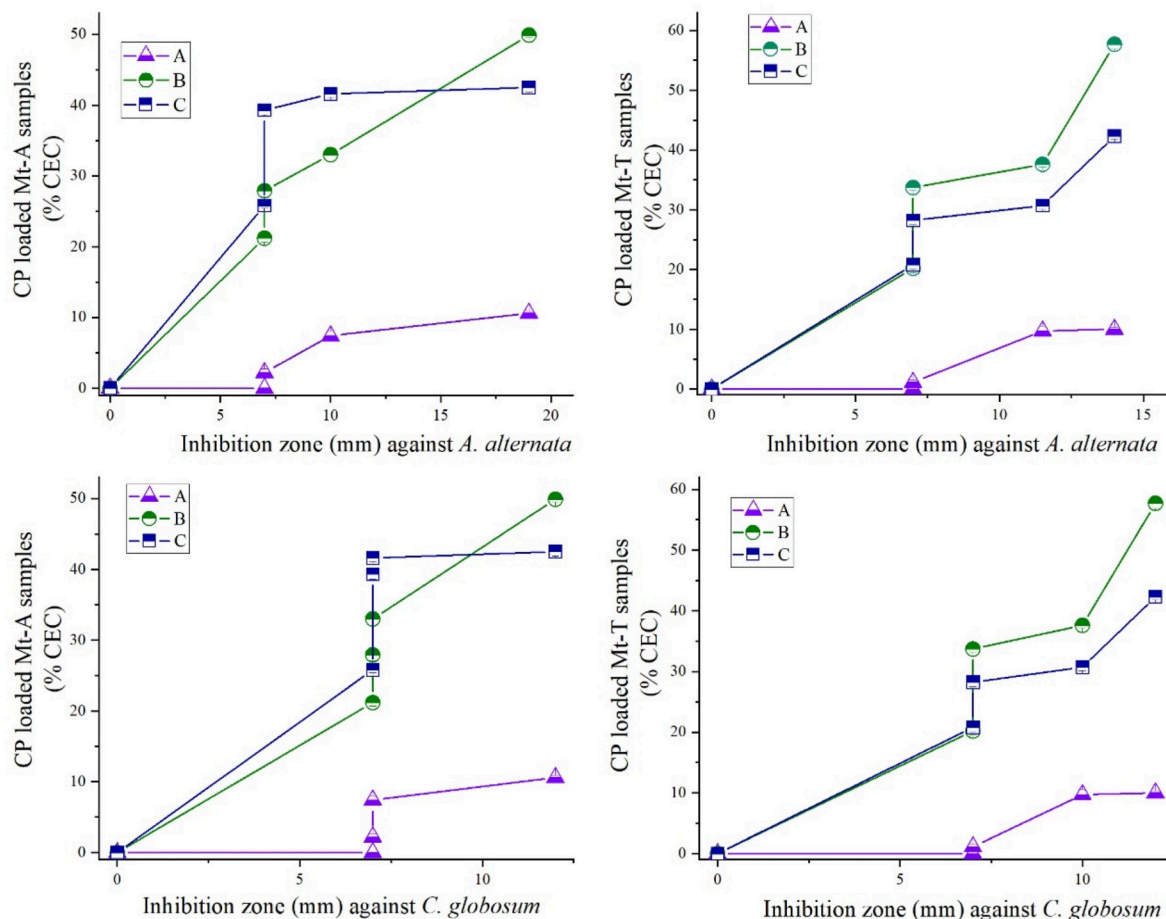 CP loaded Mt-A samples
(% CEC)
50
40
30
20
10
0
A
B
C
0
5
10
15
20
Inhibition zone (mm) against A. alternata
CP loaded Mt-T samples
(% CEC)
60
50
40
30
20
10
0
A
B
C
0
5
10
15
Inhibition zone (mm) against A. alternata
CP loaded Mt-A samples
(% CEC)
50
40
30
20
10
0
A
B
C
0
5
10
Inhibition zone (mm) against C. globosum
CP loaded Mt-T samples
(% CEC)
60
50
40
30
20
10
0
A
B
C
0
5
10
Inhibition zone (mm) against C. globosum